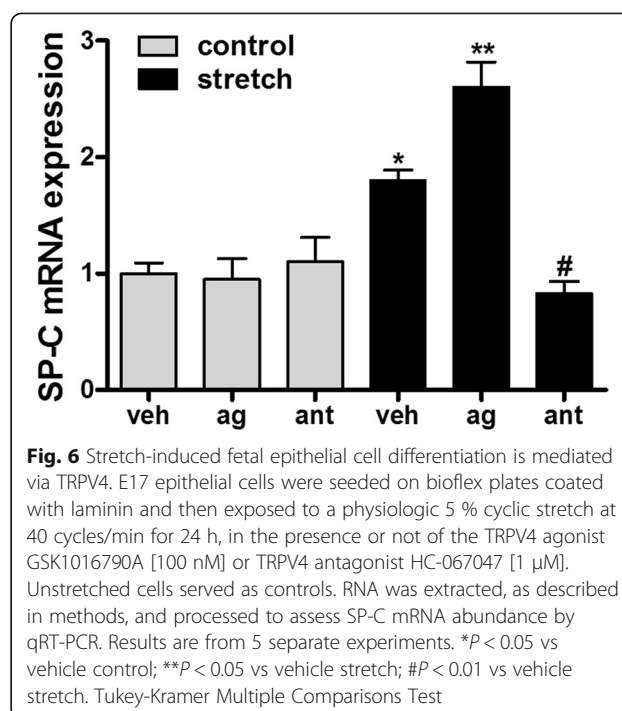 SP-C mRNA expression
3
2
1
0
control
stretch
*
**
#
veh ag ant veh ag ant
Fig. 6 Stretch-induced fetal epithelial cell differentiation is mediated
via TRPV4. E17 epithelial cells were seeded on bioflex plates coated
with laminin and then exposed to a physiologic 5 % cyclic stretch at
40 cycles/min for 24 h, in the presence or not of the TRPV4 agonist
GSK1016790A [100 nM] or TRPV4 antagonist HC-067047 [1 μM].
Unstretched cells served as controls. RNA was extracted, as described
in methods, and processed to assess SP-C mRNA abundance by
qRT-PCR. Results are from 5 separate experiments. *P < 0.05 vs
vehicle control; **P < 0.05 vs vehicle stretch; #P < 0.01 vs vehicle
stretch. Tukey-Kramer Multiple Comparisons Test